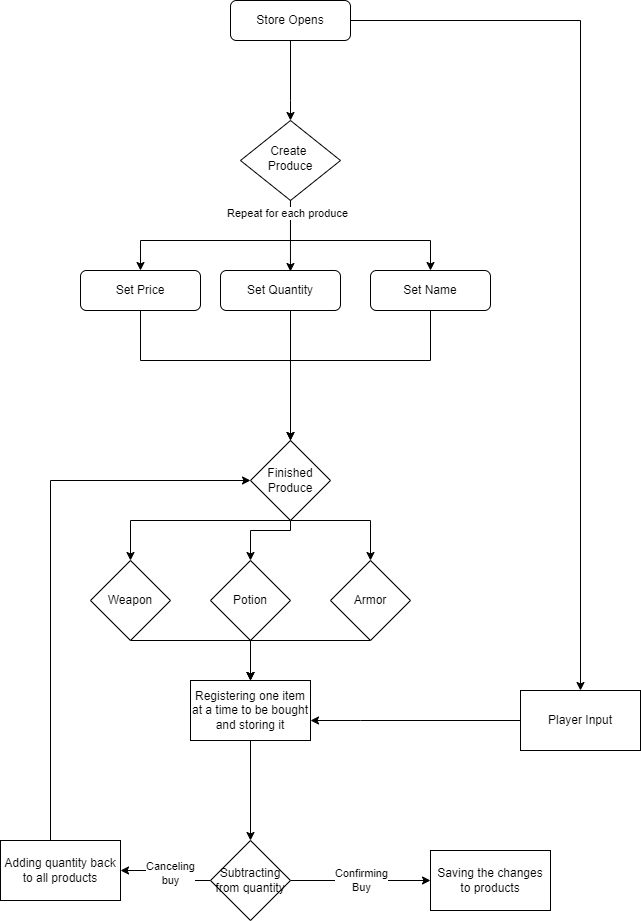 Store Opens
Create
Produce
Repeat for each produce
Set Price
Set Quantity
Set Name
Finished
Produce
Weapon
Potion
Armor
Registering one item
at a time to be bought
and storing it
Player Input
Adding quantity back
to all products
Canceling
buy
Subtracting
from quantity
Confirming
Buy
Saving the changes
to products